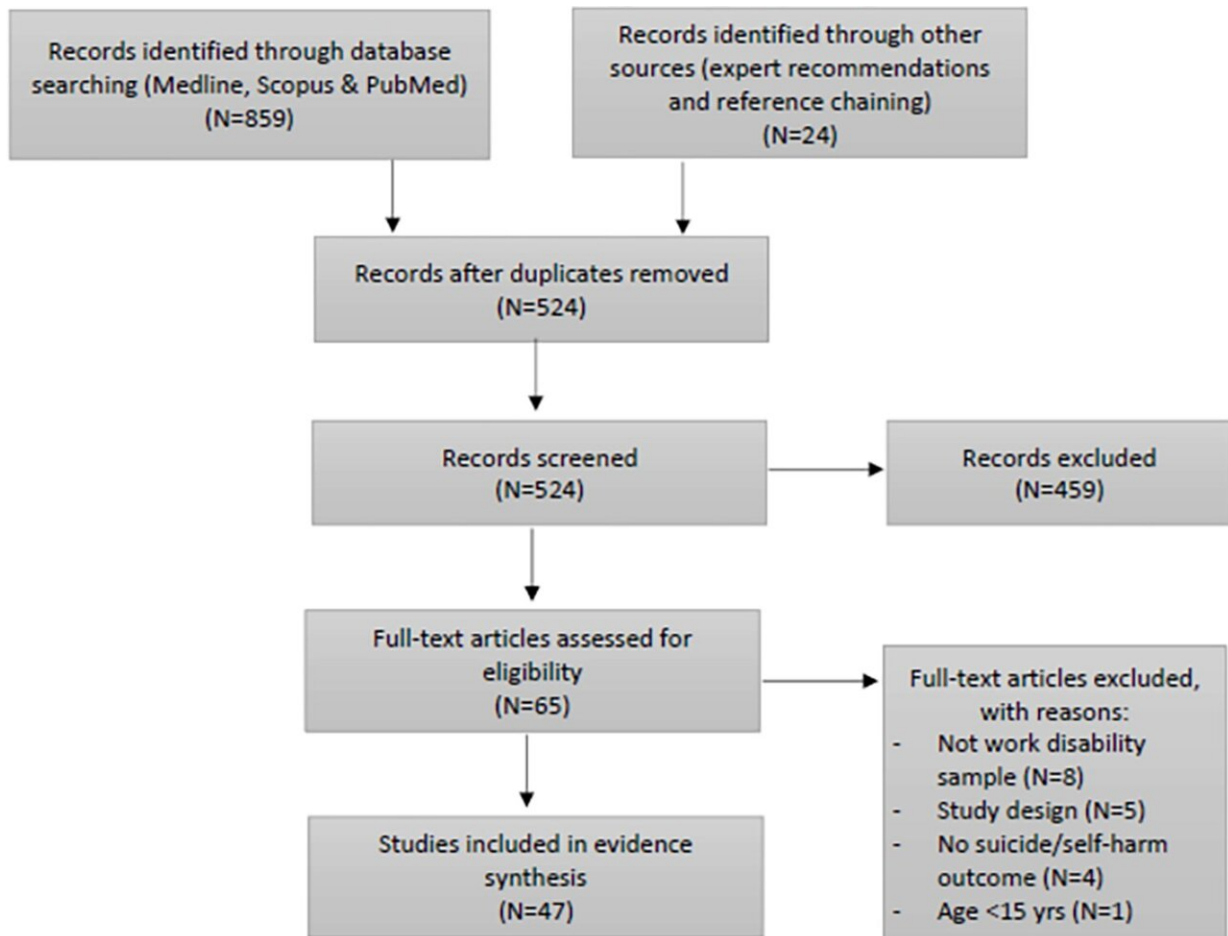 Records identified through database
searching (Medline, Scopus & PubMed)
(N=859)
Records identified through other
sources (expert recommendations
and reference chaining)
(N=24)
Records after duplicates removed
(N=524)
Records screened
(N=524)
Records excluded
(N=459)
Full-text articles assessed for
eligibility
(N=65)
Full-text articles excluded,
with reasons:
- Not work disability
sample (N=8)
- Study design (N=5)
- No suicide/self-harm
outcome (N=4)
- Age <15 yrs (N=1)
Studies included in evidence
synthesis
(N=47)